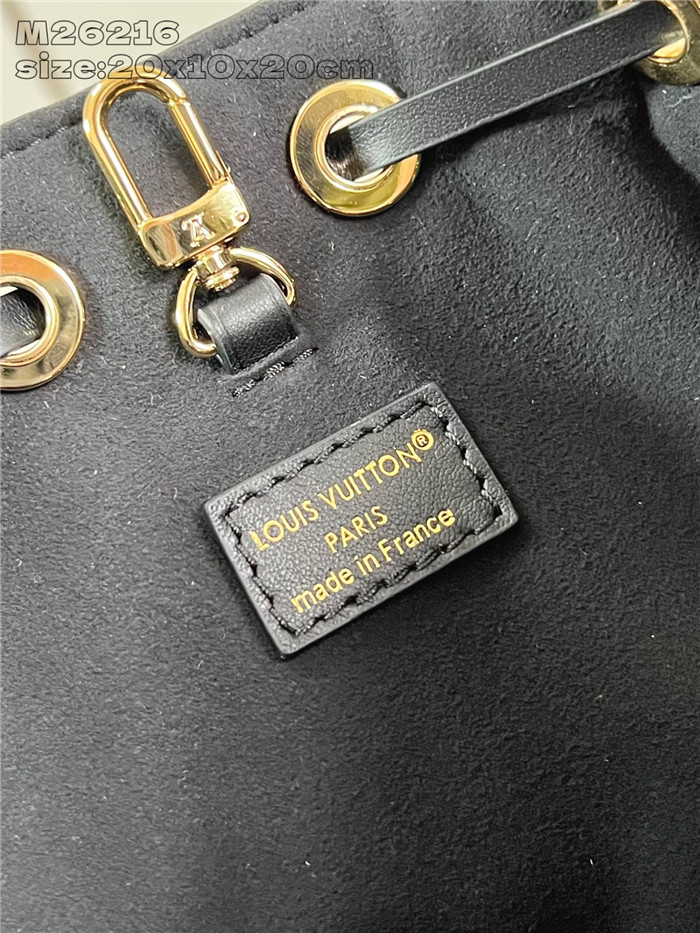 M26216
size:20x10x20cm
LOUIS VUITTON®
PARIS
made in France